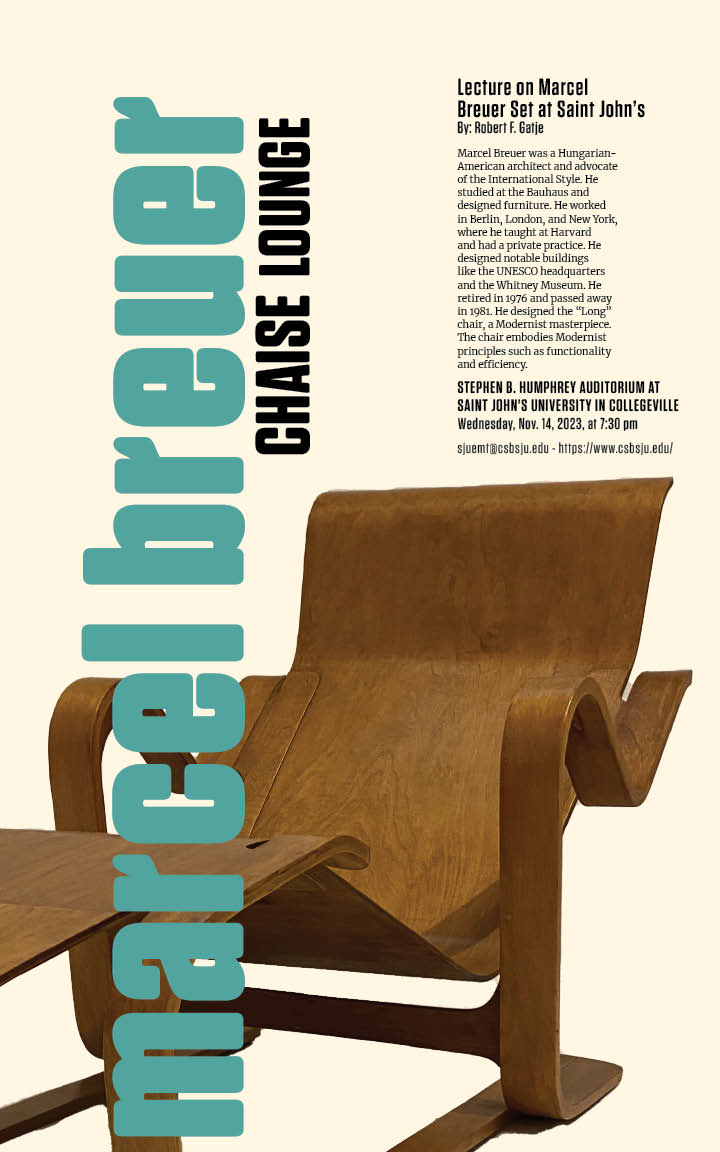 marcel breuer
CHAISE LOUNGE
Lecture on Marcel
Breuer Set at Saint John's
By: Robert F. Gatje
Marcel Breuer was a Hungarian-
American architect and advocate
of the International Style. He
studied at the Bauhaus and
designed furniture. He worked
in Berlin, London, and New York,
where he taught at Harvard
and had a private practice. He
designed notable buildings
like the UNESCO headquarters
and the Whitney Museum. He
retired in 1976 and passed away
in 1981. He designed the “Long”
chair, a Modernist masterpiece.
The chair embodies Modernist
principles such as functionality
and efficiency.
STEPHEN B. HUMPHREY AUDITORIUM AT
SAINT JOHN'S UNIVERSITY IN COLLEGEVILLE
Wednesday, Nov. 14, 2023, at 7:30 pm
sjuemt@csbsju.edu - https://www.csbsju.edu/